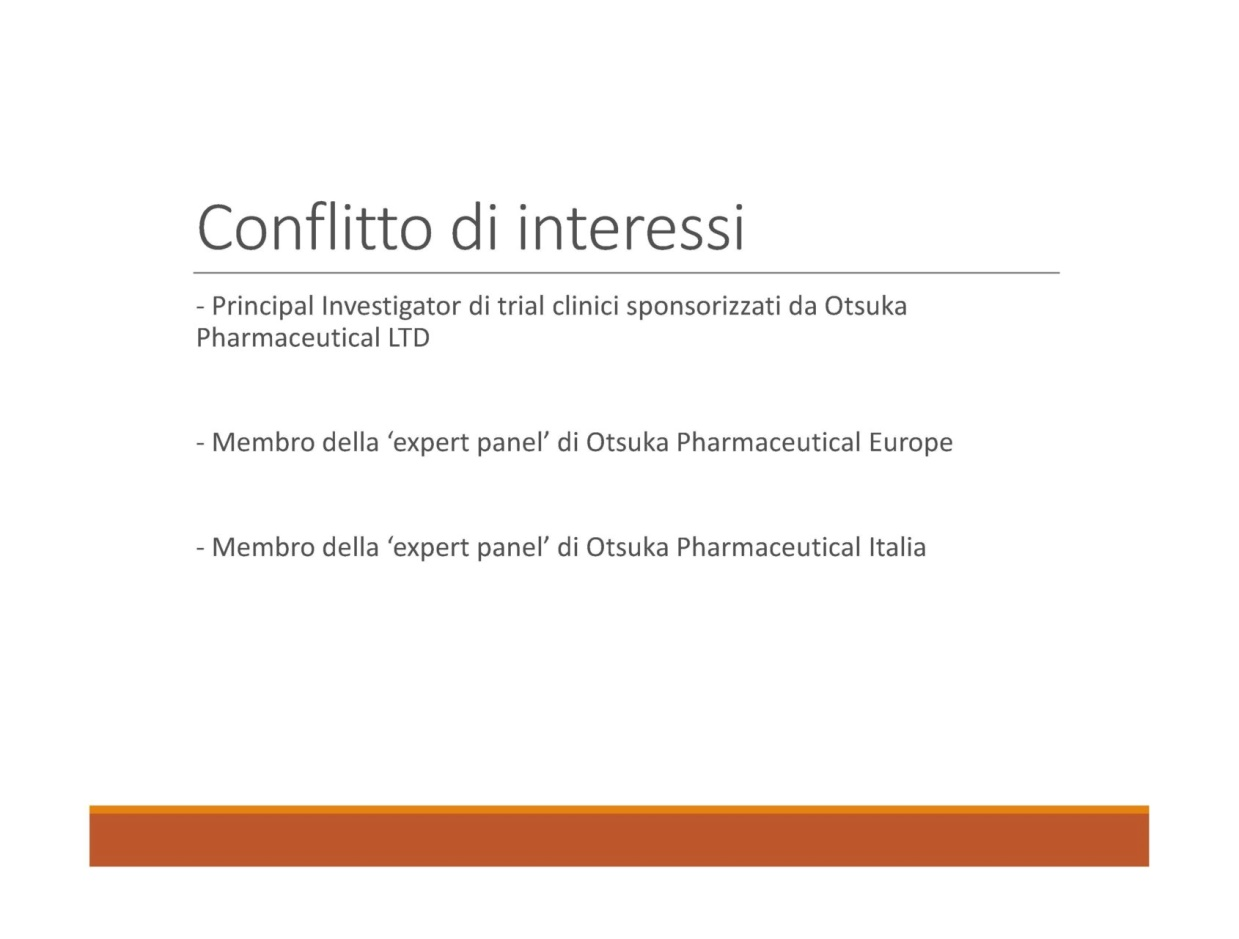 Conflitto di interessi
- Principal Investigator di trial clinici sponsorizzati da Otsuka
Pharmaceutical LTD
- Membro della ‘expert panel’ di Otsuka Pharmaceutical Europe
- Membro della ‘expert panel’ di Otsuka Pharmaceutical Italia